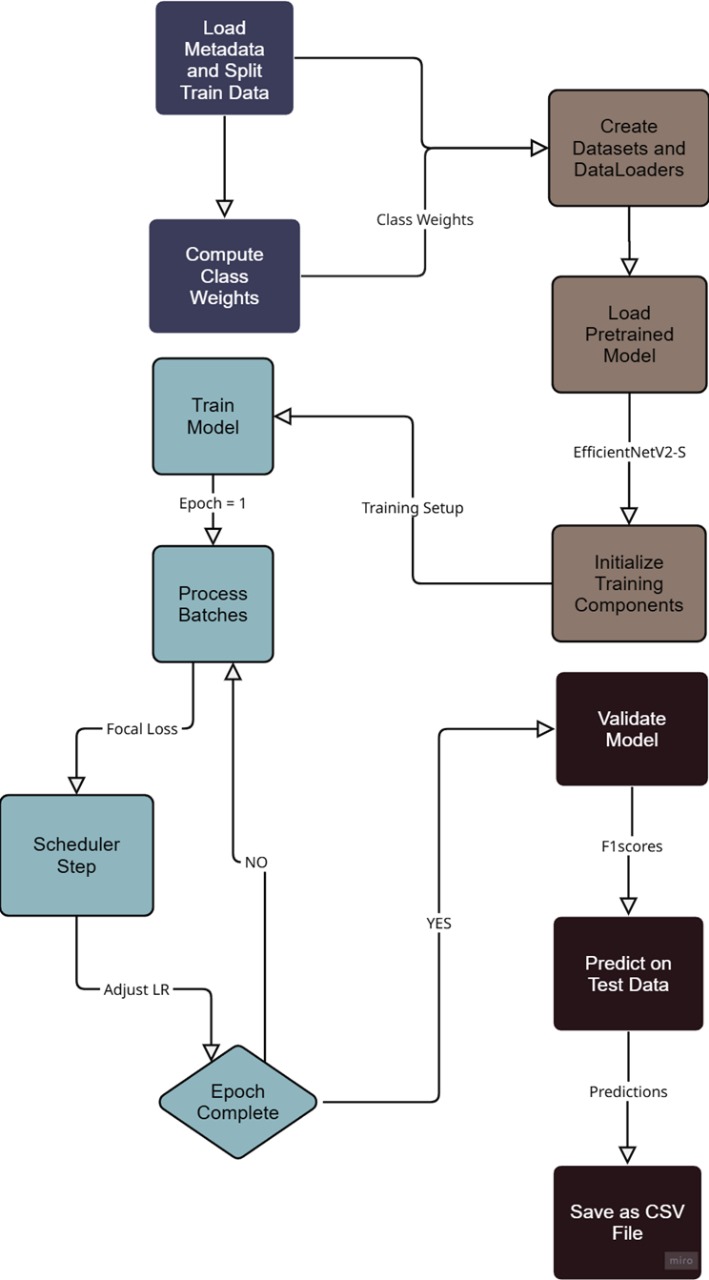 Load
Metadata
and Split
Train Data
Create
Datasets and
DataLoaders
Class Weights
Compute
Class
Weights
Load
Pretrained
Model
Train
Model
EfficientNetV2-S
Epoch = 1
Training Setup
Initialize
Training
Components
Process
Batches
Validate
Model
Focal Loss
Scheduler
Step
F1scores
NO
YES
Predict on
Test Data
Adjust LR
Epoch
Complete
Predictions
Save as CSV
File
miro